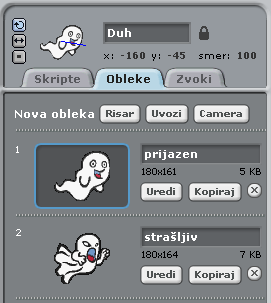 Duh
x: -160 y: -45 smer: 100
Skripte Obleke Zvoki
Nova obleka Risar Uvozi Camera
1 prijazen
180x161 5 KB
Uredi Kopiraj
2 strašljiv
180x164 7 KB
Uredi Kopiraj